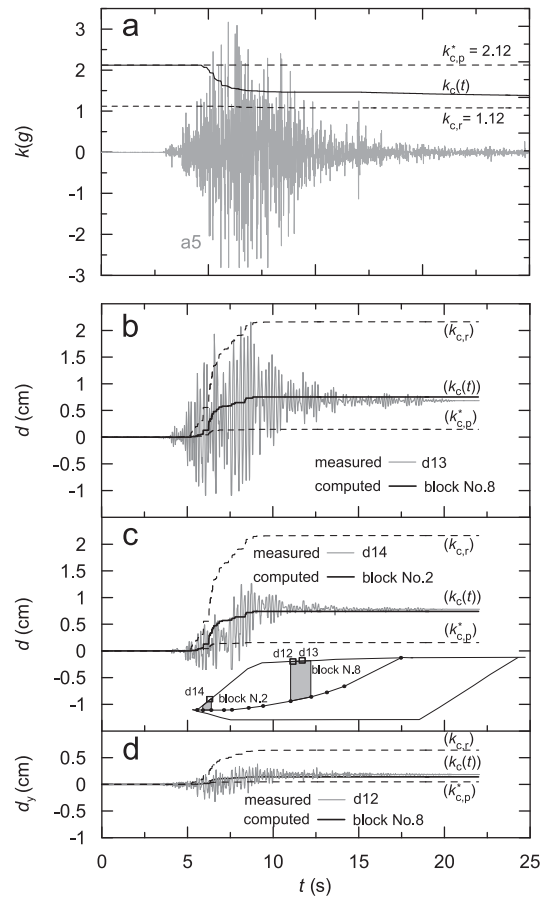 a
4
3
2
1
0
-1
-2
-3
k(g)
k*c,p = 2.12
kc(t)
kc,r = 1.12
a5
b
2
1.5
1
0.5
0
-0.5
-1
d (cm)
(kc,r)
(kc(t))
(k*c,p)
measured d13
computed block No.8
c
2
1.5
1
0.5
0
-0.5
-1
d (cm)
(kc,r)
measured d14
computed block No.2
(kc(t))
(k*c,p)
d12 d13
d14
block N.2
block N.8
d
0.5
0
-0.5
-1
dy (cm)
(kc,r)
(kc(t))
(k*c,p)
measured d12
computed block No.8
0 5 10 15 20 25
t (s)